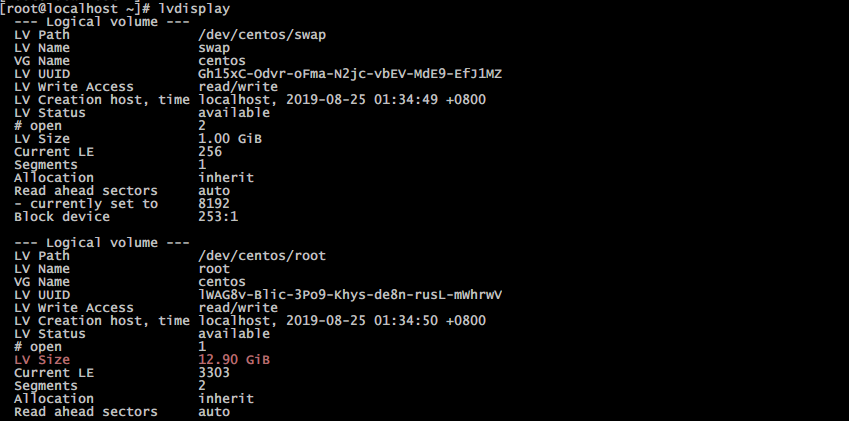 [root@localhost ~]# lvdisplay
--- Logical volume ---
LV Path                /dev/centos/swap
LV Name                swap
VG Name                centos
LV UUID                Gh15xC-Odvr-oFma-N2jc-vbEV-MdE9-EfJ1MZ
LV Write Access        read/write
LV Creation host, time localhost, 2019-08-25 01:34:49 +0800
LV Status              available
# open                 2
LV Size                1.00 GiB
Current LE             256
Segments               1
Allocation             inherit
Read ahead sectors     auto
- currently set to     8192
Block device           253:1
--- Logical volume ---
LV Path                /dev/centos/root
LV Name                root
VG Name                centos
LV UUID                lWAG8v-Blic-3Po9-Khys-de8n-rusL-mWhrwV
LV Write Access        read/write
LV Creation host, time localhost, 2019-08-25 01:34:50 +0800
LV Status              available
# open                 1
LV Size                12.90 GiB
Current LE             3303
Segments               2
Allocation             inherit
Read ahead sectors     auto